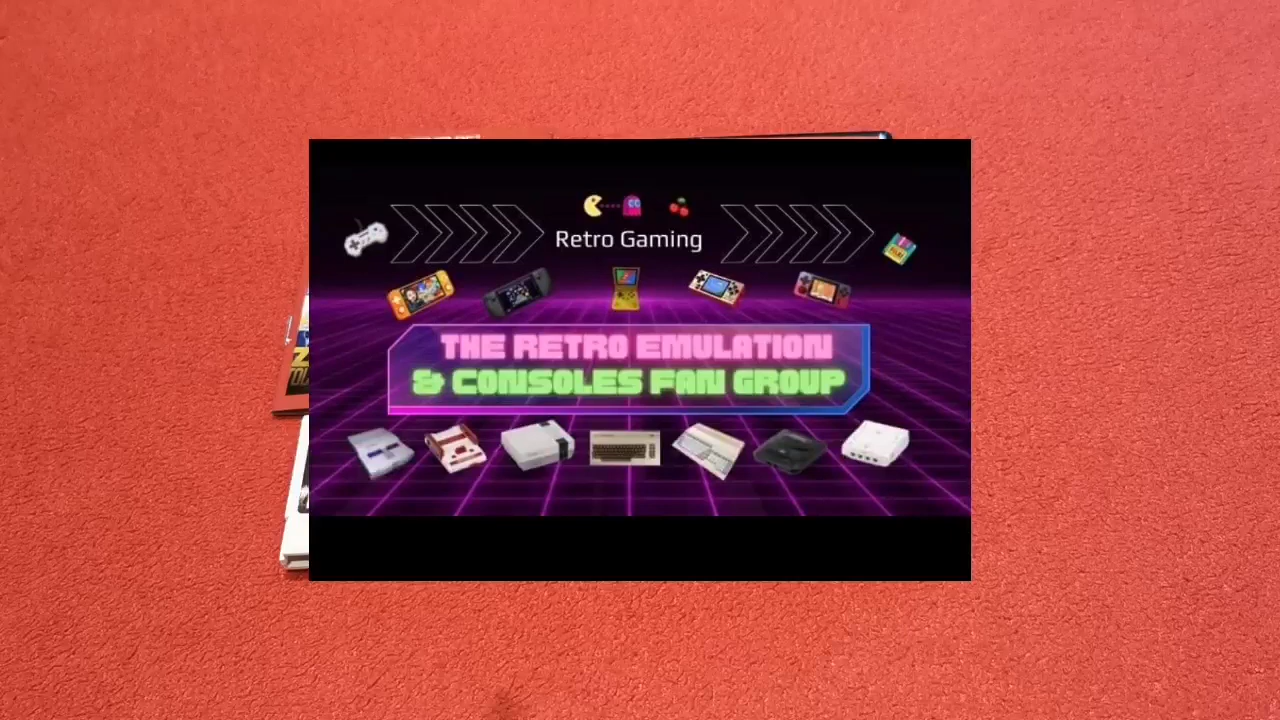 Retro Gaming
THE RETRO EMULATION
& CONSOLES FAN GROUP